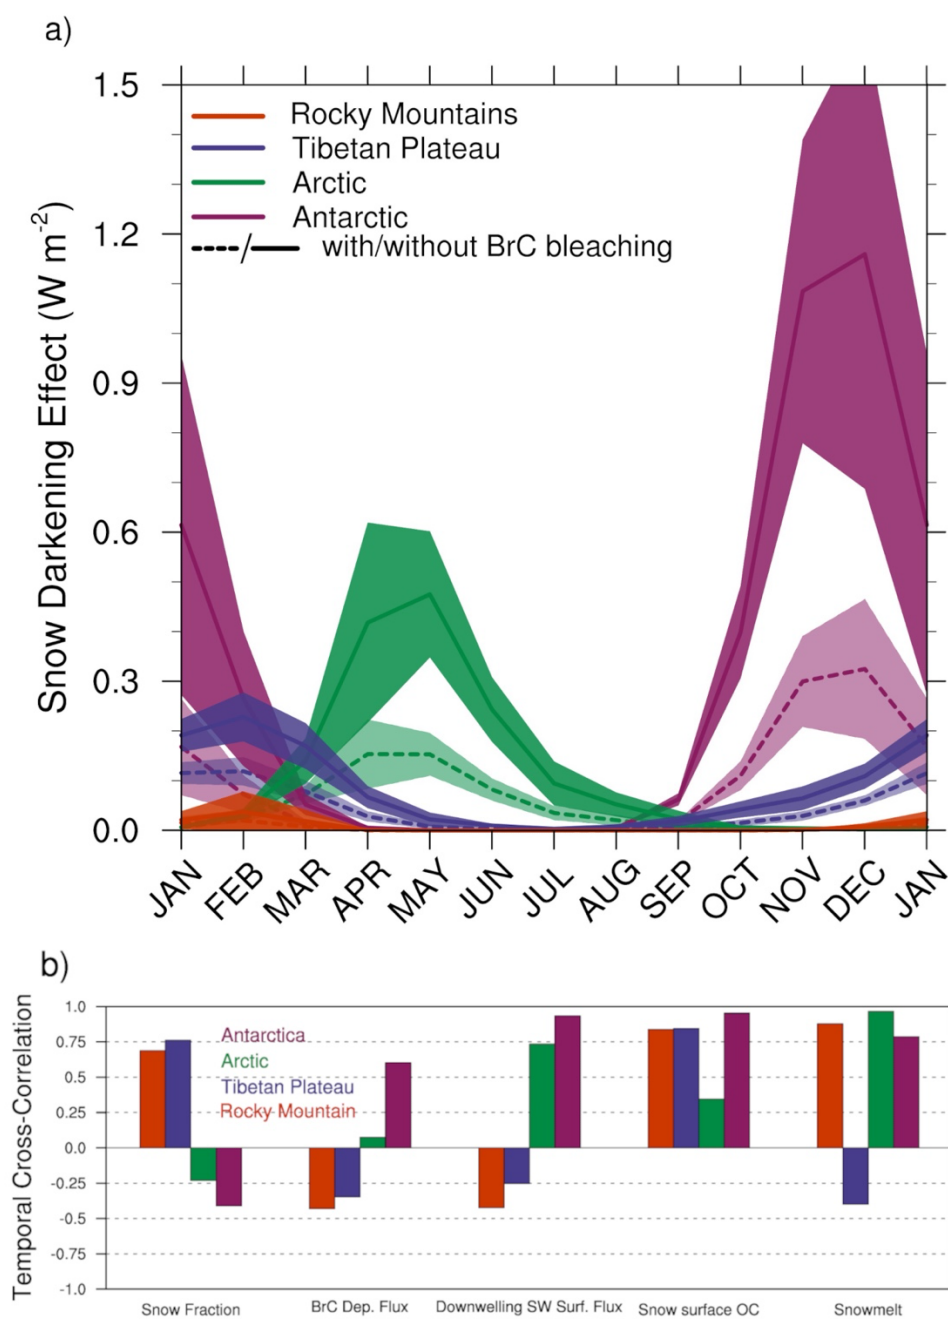 a)
Snow Darkening Effect (W m-2)
1.5
1.2
0.9
0.6
0.3
0.0
Rocky Mountains
Tibetan Plateau
Arctic
Antarctic
/ with/without BrC bleaching
JAN FEB MAR APR MAY JUN JUL AUG SEP OCT NOV DEC JAN
b)
Temporal Cross-Correlation
1.0
0.75
0.5
0.25
0.0
-0.25
-0.5
-0.75
-1.0
Antarctica
Arctic
Tibetan Plateau
Rocky Mountain
Snow Fraction BrC Dep. Flux Downwelling SW Surf. Flux Snow surface OC Snowmelt